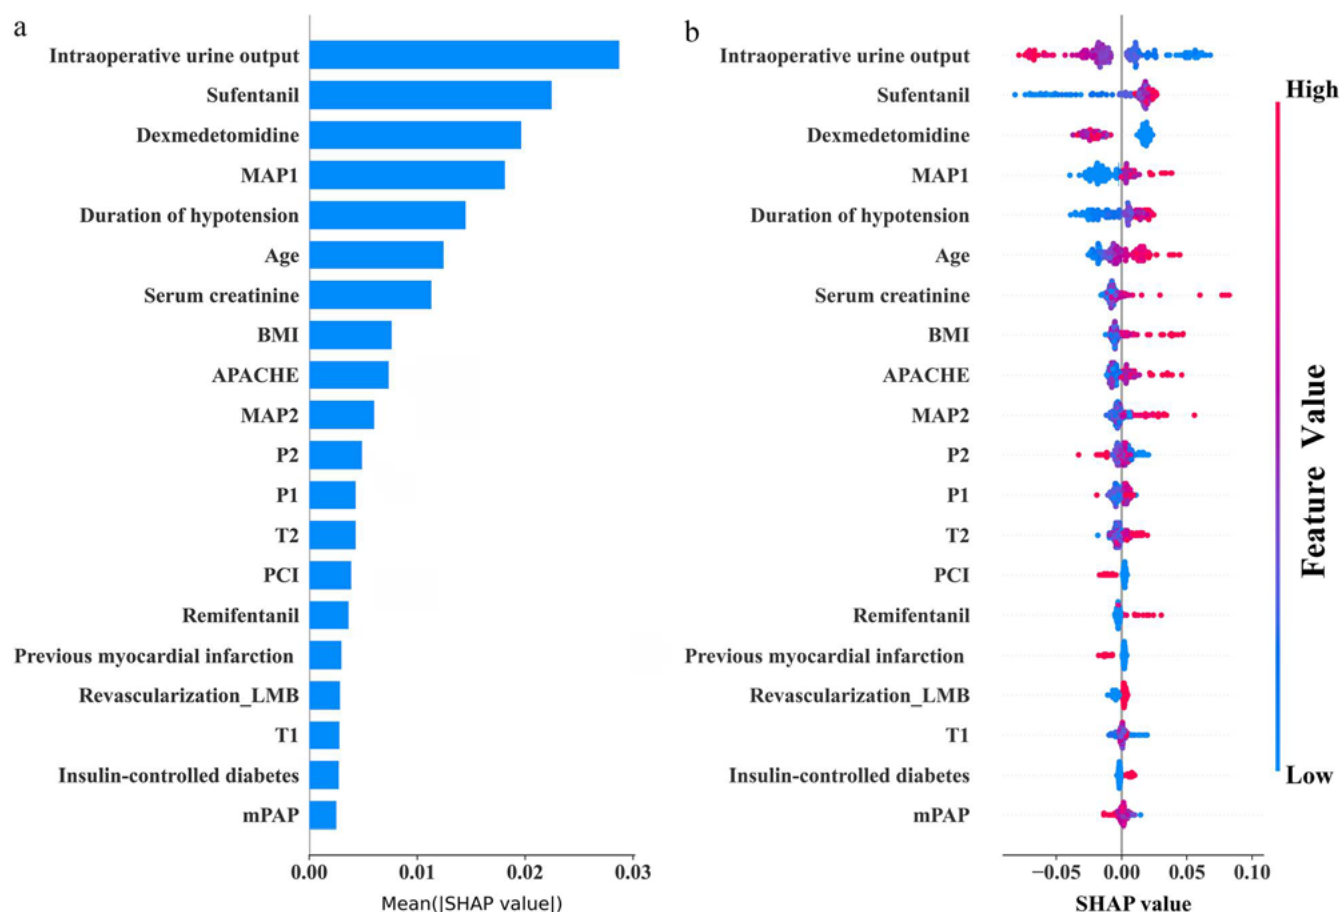 a
Intraoperative urine output
Sufentanil
Dexmedetomidine
MAP1
Duration of hypotension
Age
Serum creatinine
BMI
APACHE
MAP2
P2
P1
T2
PCI
Remifentanil
Previous myocardial infarction
Revascularization_LMB
T1
Insulin-controlled diabetes
mPAP
0.00 0.01 0.02 0.03
Mean(|SHAP value|)
b
Intraoperative urine output
Sufentanil
Dexmedetomidine
MAP1
Duration of hypotension
Age
Serum creatinine
BMI
APACHE
MAP2
P2
P1
T2
PCI
Remifentanil
Previous myocardial infarction
Revascularization_LMB
T1
Insulin-controlled diabetes
mPAP
−0.05 0.00 0.05 0.10
SHAP value
High
Feature Value
Low